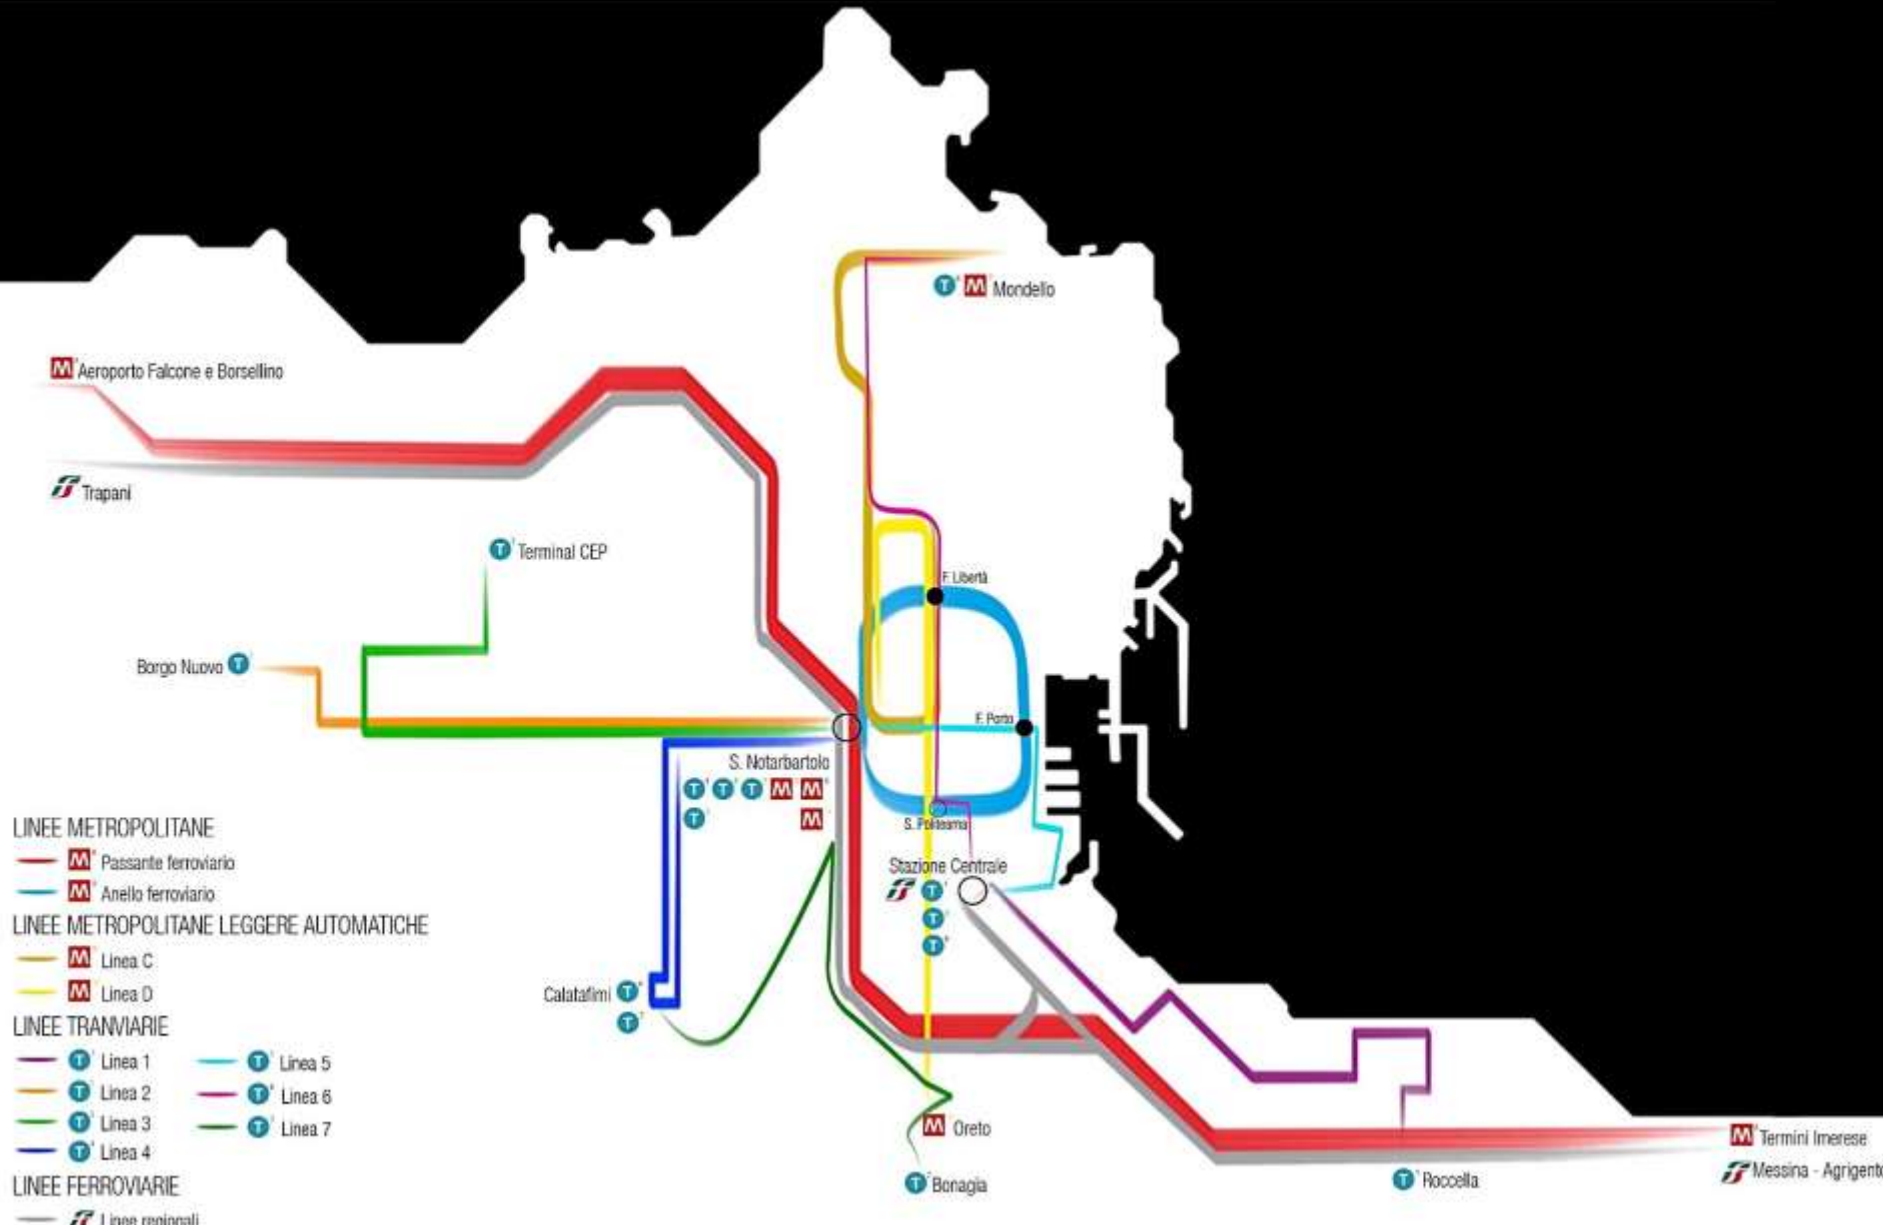 Mondello
Aeroporto Falcone e Borsellino
Trapani
Terminal CEP
F. Libertà
Borgo Nuovo
F. Porto
S. Notarbartolo
S. Politeama
Stazione Centrale
Calatafimi
Oreto
Bonagia
Roccella
Termini Imerese
Messina - Agrigento
LINEE METROPOLITANE
M Passante ferroviario
M Anello ferroviario
LINEE METROPOLITANE LEGGERE AUTOMATICHE
M Linea C
M Linea D
LINEE TRANVIARIE
T Linea 1
T Linea 2
T Linea 3
T Linea 4
T Linea 5
T Linea 6
T Linea 7
LINEE FERROVIARIE
Linee regionali